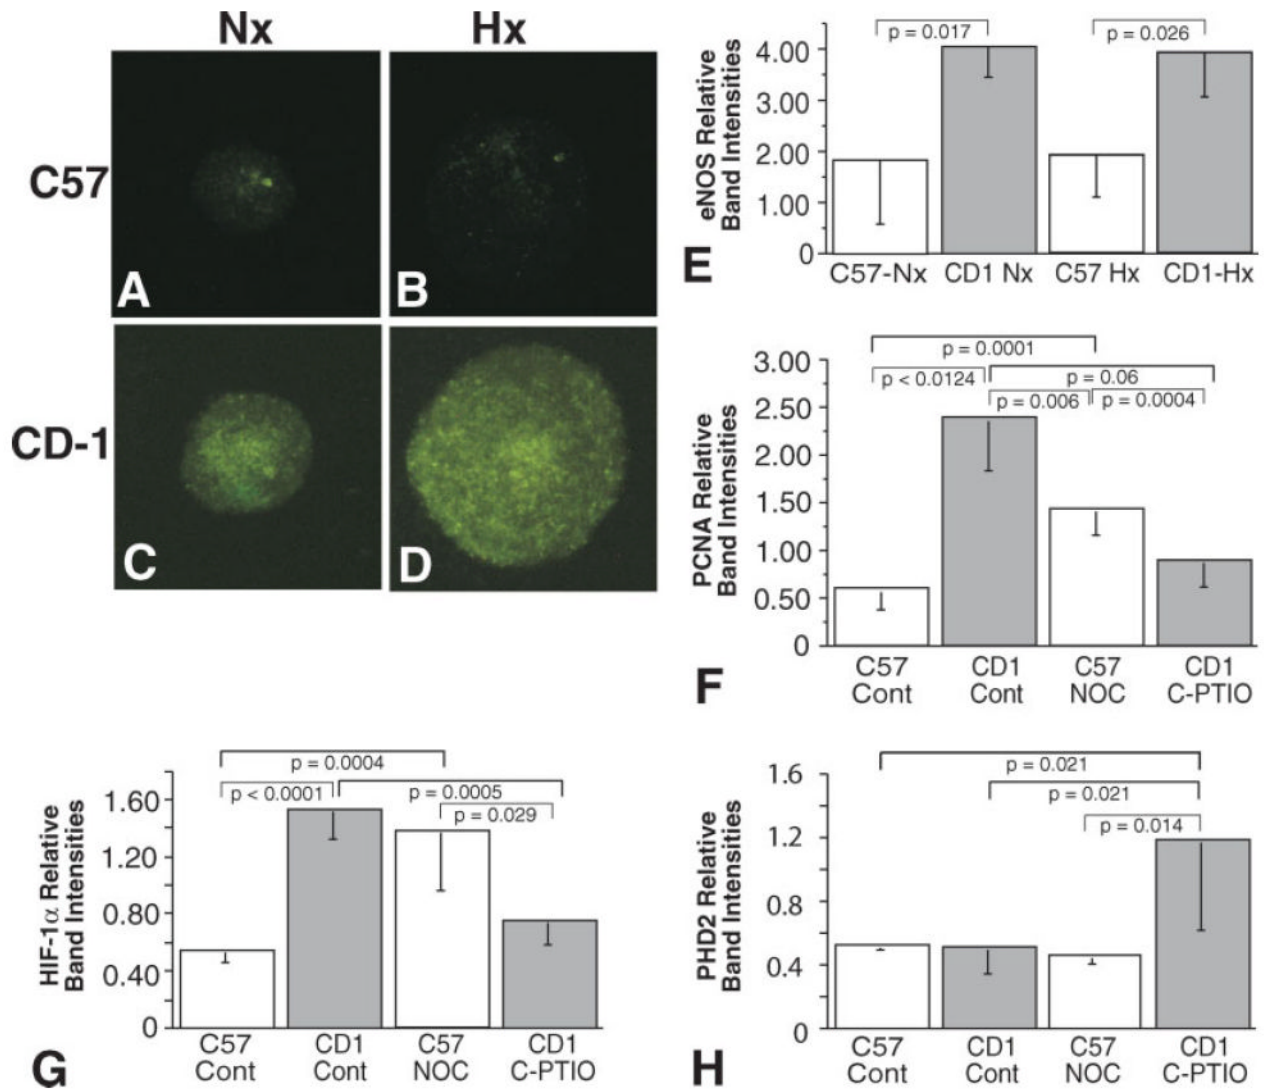 Nx Hx
C57
A B
CD-1
C D
eNOS Relative
Band Intensities
4.00
3.00
2.00
1.00
0
p = 0.017 p = 0.026
C57-Nx CD1 Nx C57 Hx CD1-Hx
E
PCNA Relative
Band Intensities
3.00
2.50
2.00
1.50
1.00
0.50
0
p = 0.0001
p < 0.0124 p = 0.06
p = 0.006 p = 0.0004
C57 CD1 C57 CD1
Cont Cont NOC C-PTIO
F
HIF-1α Relative
Band Intensities
1.60
1.20
0.80
0.40
0
p = 0.0004
p < 0.0001 p = 0.0005
p = 0.029
C57 CD1 C57 CD1
Cont Cont NOC C-PTIO
G
PHD2 Relative
Band Intensities
1.6
1.2
0.8
0.4
0
p = 0.021
p = 0.021
p = 0.014
C57 CD1 C57 CD1
Cont Cont NOC C-PTIO
H